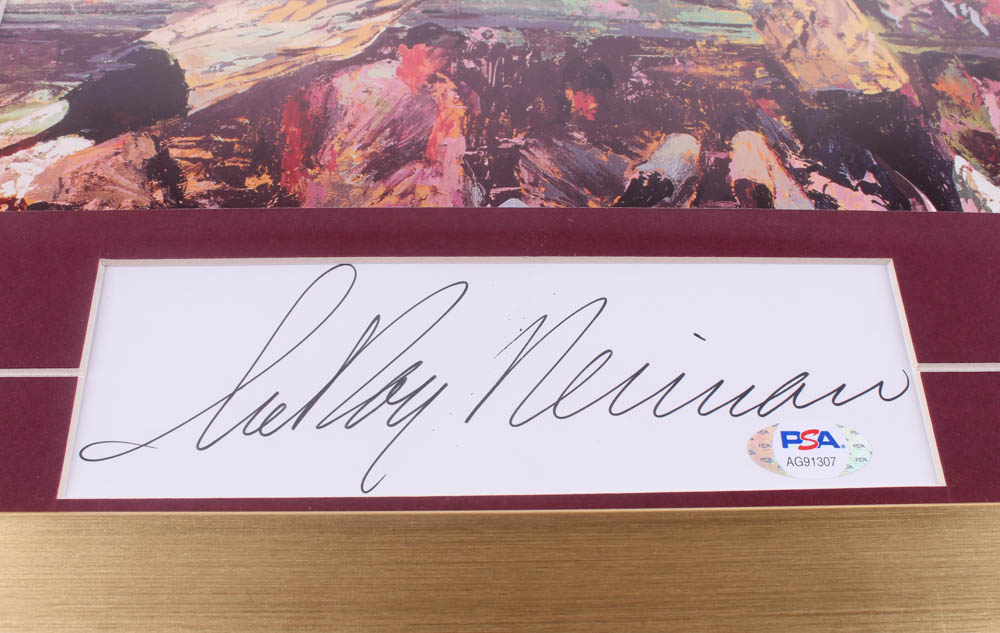 LeRoy Neiman
PSA
AG91307